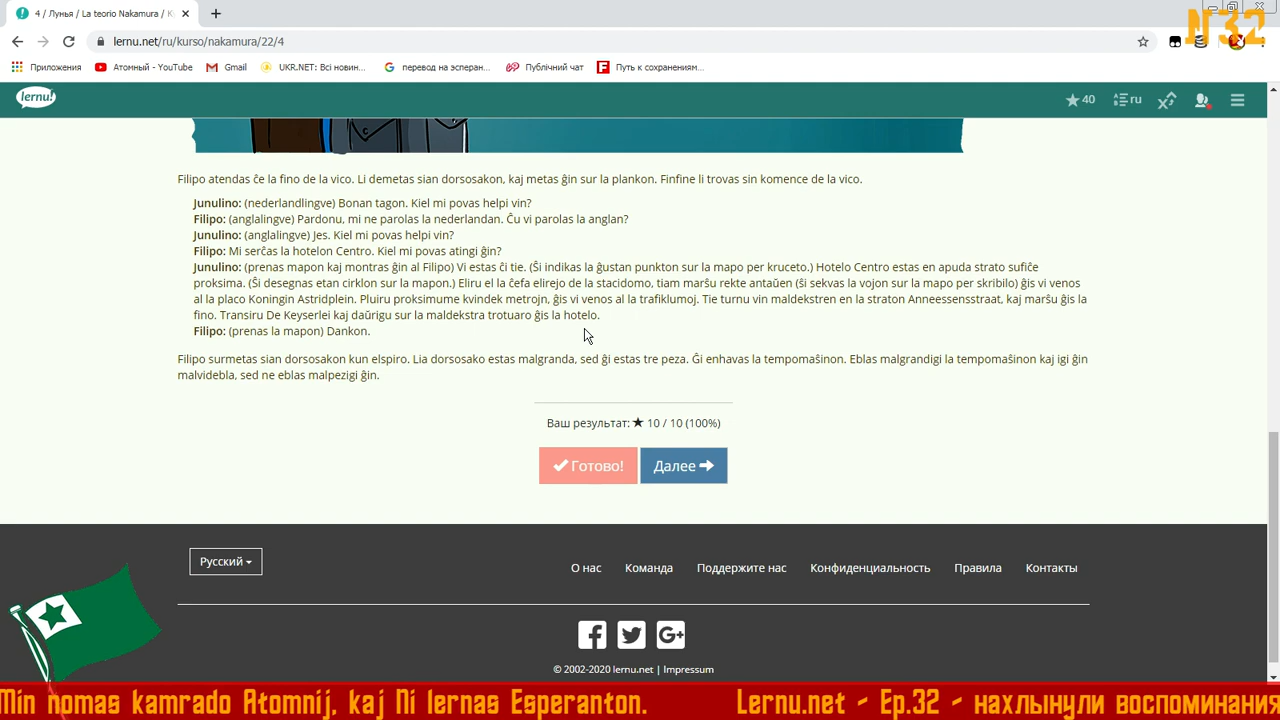 4 / Лунья / La teorio Nakamura /
N32
lernu.net/ru/kurso/nakamura/22/4
Приложения Атомный - YouTube Gmail UKR.NET: Всі новин... перевод на эсперан... Публічний чат Путь к сохранениям...
lernu!
40 ru
Filipo atendas ĉe la fino de la vico. Li demetas sian dorsosakon, kaj metas ĝin sur la plankon. Finfine li trovas sin komence de la vico.
Junulino: (nederlandlingve) Bonan tagon. Kiel mi povas helpi vin?
Filipo: (anglalingve) Pardonu, mi ne parolas la nederlandan. Ĉu vi parolas la anglan?
Junulino: (anglalingve) Jes. Kiel mi povas helpi vin?
Filipo: Mi serĉas la hotelon Centro. Kiel mi povas atingi ĝin?
Junulino: (prenas mapon kaj montras ĝin al Filipo) Vi estas ĉi tie. (Ŝi indikas la ĝustan punkton sur la mapo per kruceto.) Hotelo Centro estas en apuda strato sufiĉe
proksima. (Ŝi desegnas etan cirklon sur la mapon.) Eliru el la ĉefa elirejo de la stacidomo, tiam marŝu rekte antaŭen (ŝi sekvas la vojon sur la mapo per skribilo) ĝis vi venos
al la placo Koningin Astridplein. Pluiru proksimume kvindek metrojn, ĝis vi venos al la trafiklumoj. Tie turnu vin maldekstren en la straton Anneessensstraat, kaj marŝu ĝis la
fino. Transiru De Keyserlei kaj daŭrigu sur la maldekstra trotuaro ĝis la hotelo.
Filipo: (prenas la mapon) Dankon.
Filipo surmetas sian dorsosakon kun elspiro. Lia dorsosako estas malgranda, sed ĝi estas tre peza. Ĝi enhavas la tempomaŝinon. Eblas malgrandigi la tempomaŝinon kaj igi ĝin
malvidebla, sed ne eblas malpezigi ĝin.
Ваш результат: ★ 10 / 10 (100%)
Готово! Далее
Русский
О нас Команда Поддержите нас Конфиденциальность Правила Контакты
© 2002-2020 lernu.net | Impressum
Min nomas kamrado Atomnij, kaj Ni lernas Esperanton. Lernu.net - Ep.32 - нахлынули воспоминания